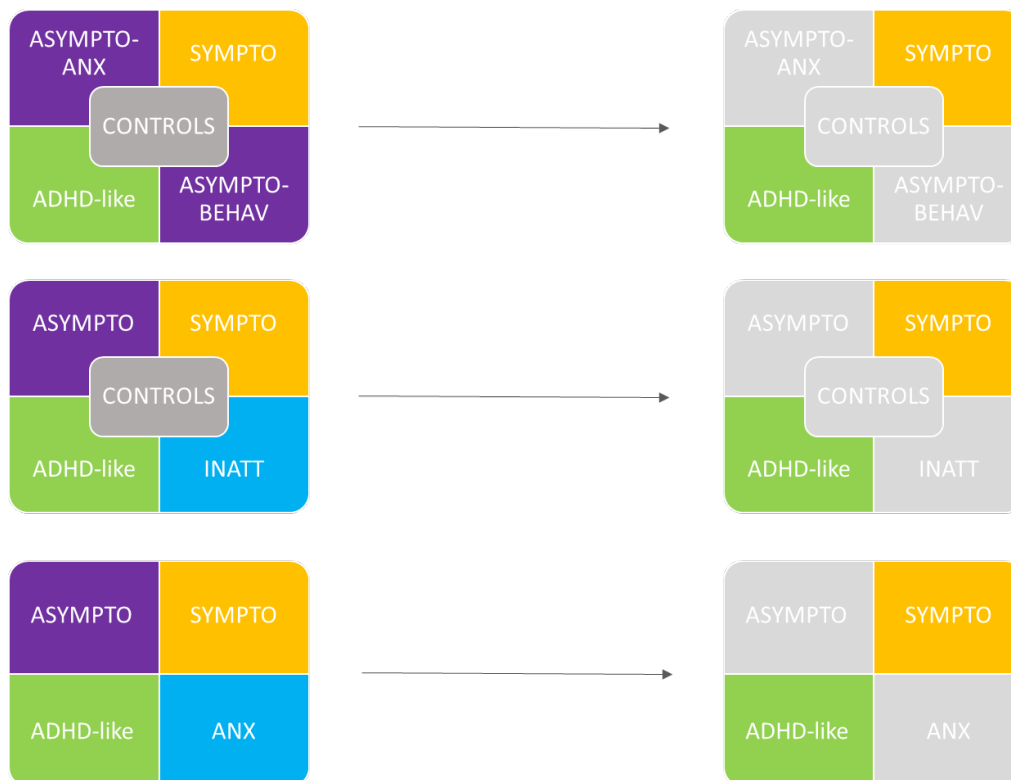 ASYMPTO-
ANX
SYMPTO
CONTROLS
ADHD-like
ASYMPTO-
BEHAV
ASYMPTO-
ANX
SYMPTO
CONTROLS
ADHD-like
ASYMPTO-
BEHAV
ASYMPTO
SYMPTO
CONTROLS
ADHD-like
INATT
ASYMPTO
SYMPTO
CONTROLS
ADHD-like
INATT
ASYMPTO
SYMPTO
ADHD-like
ANX
ASYMPTO
SYMPTO
ADHD-like
ANX